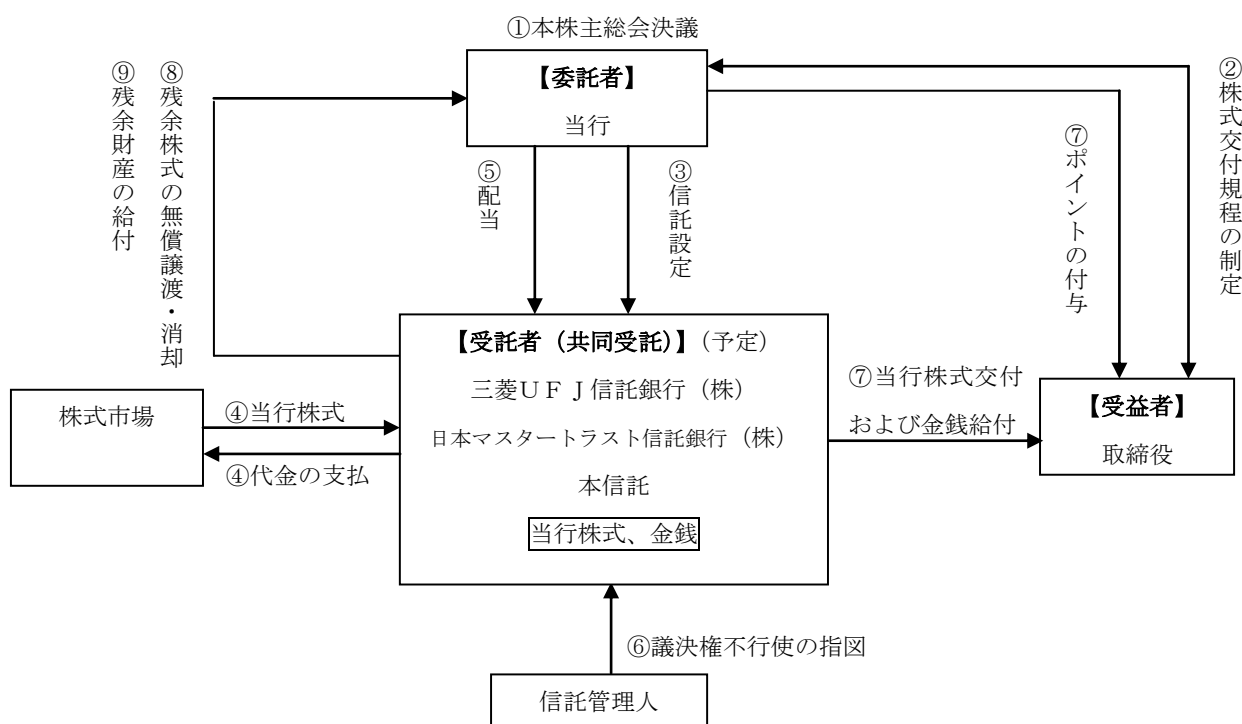 ①本株主総会決議
【委託者】
当行
⑨残余財産の給付
⑧残余株式の無償譲渡・消却
⑤配当
③信託設定
⑦ポイントの付与
②株式交付規程の制定
【受託者（共同受託）】（予定）
三菱ＵＦＪ信託銀行（株）
日本マスタートラスト信託銀行（株）
本信託
当行株式、金銭
株式市場
④当行株式
④代金の支払
⑦当行株式交付
および金銭給付
【受益者】
取締役
⑥議決権不行使の指図
信託管理人